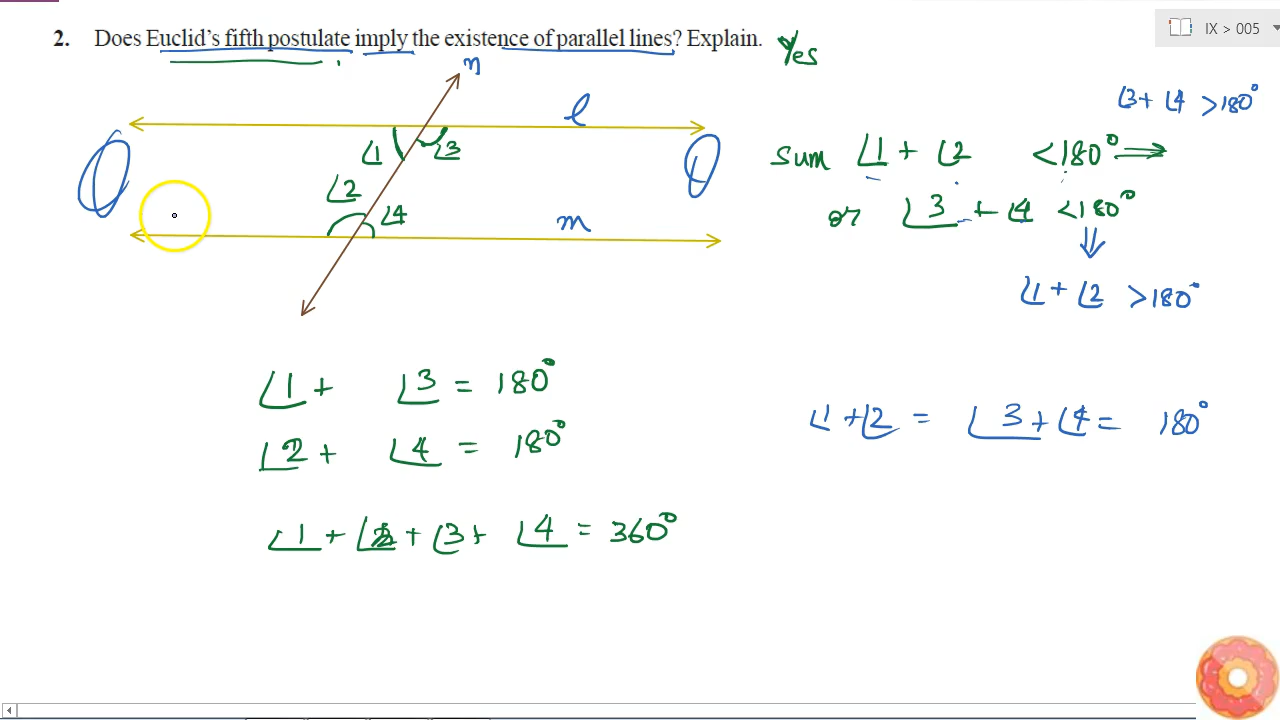 IX > 005
2. Does Euclid's fifth postulate imply the existence of parallel lines? Explain. Yes
n
l
∠3 + ∠4 > 180°
∠1 ∠3
Sum ∠1 + ∠2 < 180° ⇒
∠2
∠4
m
or ∠3 + ∠4 < 180°
⇓
∠1 + ∠2 > 180°
∠1 + ∠3 = 180°
∠2 + ∠4 = 180°
∠1 + ∠2 = ∠3 + ∠4 = 180°
∠1 + ∠2 + ∠3 + ∠4 = 360°